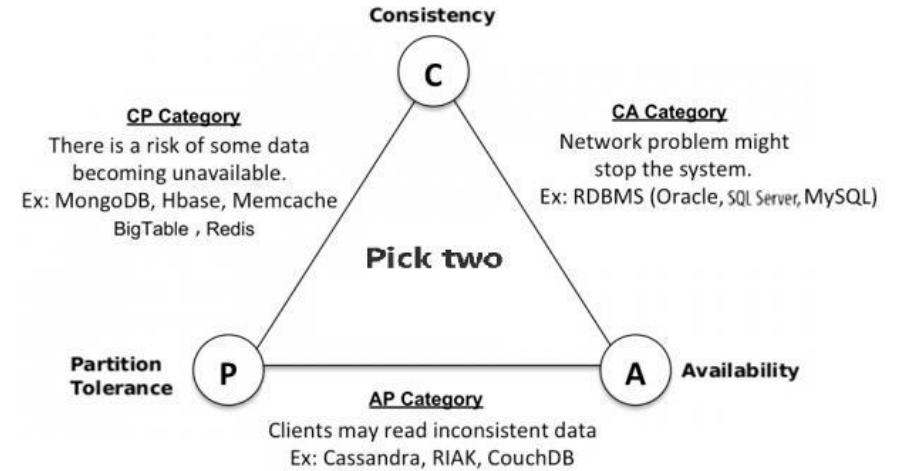 Consistency
C
CP Category
There is a risk of some data
becoming unavailable.
Ex: MongoDB, Hbase, Memcache
BigTable , Redis
CA Category
Network problem might
stop the system.
Ex: RDBMS (Oracle, SQL Server, MySQL)
Pick two
Partition
Tolerance
P
A
Availability
AP Category
Clients may read inconsistent data
Ex: Cassandra, RIAK, CouchDB